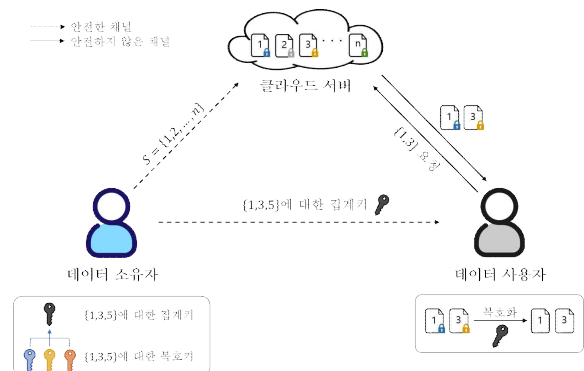 안전한 채널
안전하지 않은 채널
1 2 3 ··· n
클라우드 서버
S = {1,2,…, n}
1 3
{1,3} 요청
{1,3,5}에 대한 집계키
데이터 소유자
데이터 사용자
{1,3,5}에 대한 집계키
{1,3,5}에 대한 복호키
1 3 복호화 1 3